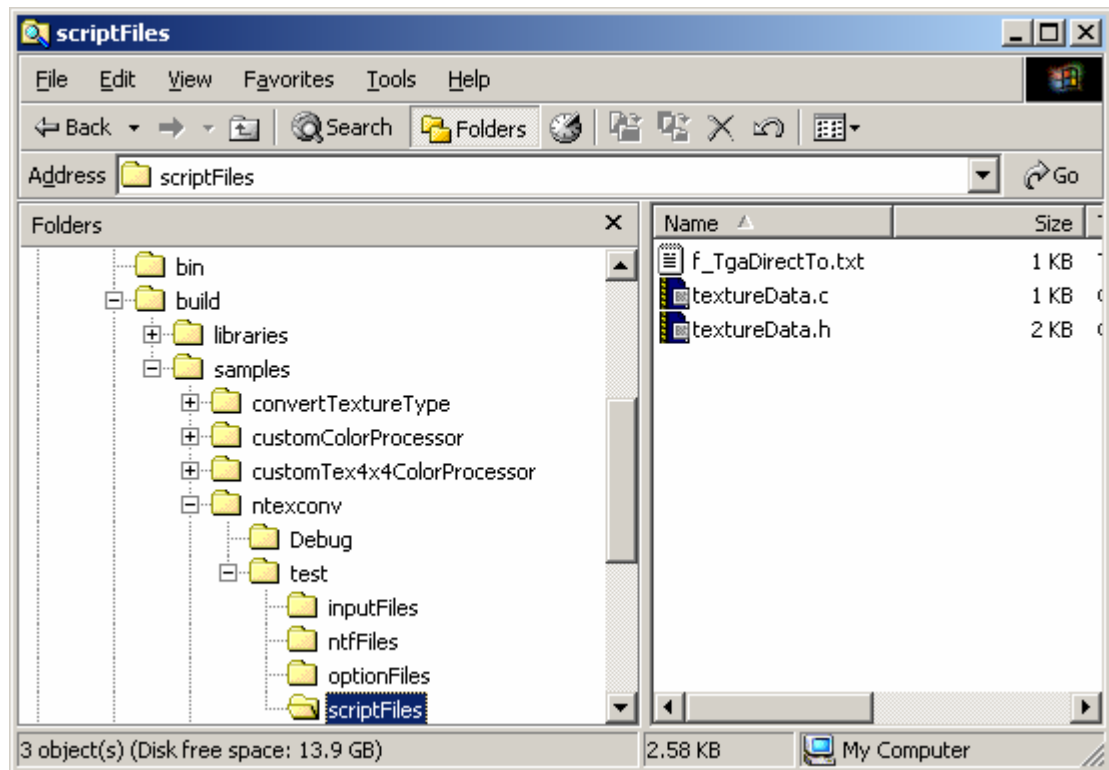 scriptFiles
File Edit View Favorites Tools Help
Back Search Folders
Address scriptFiles Go
Folders
bin
build
libraries
samples
convertTextureType
customColorProcessor
customTex4x4ColorProcessor
ntexconv
Debug
test
inputFiles
ntfFiles
optionFiles
scriptFiles
Name Size
f_TgaDirectTo.txt 1 KB
textureData.c 1 KB
textureData.h 2 KB
3 object(s) (Disk free space: 13.9 GB) 2.58 KB My Computer